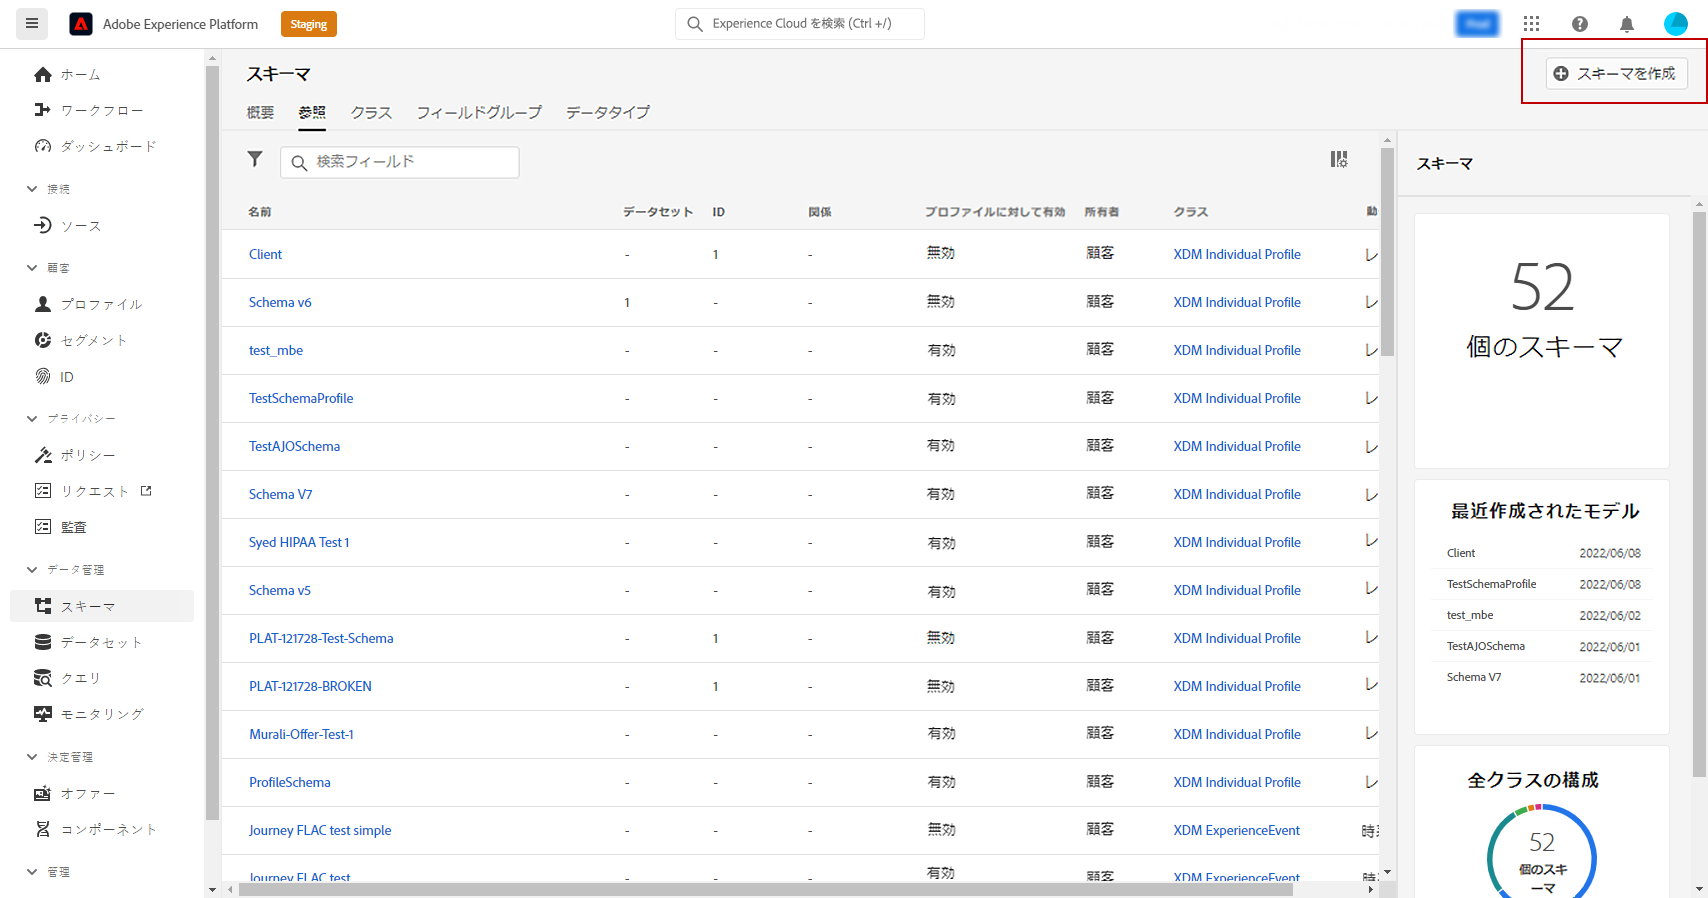 Adobe Experience Platform
Staging
Experience Cloud を検索 (Ctrl +/)
ホーム
ワークフロー
ダッシュボード
接続
ソース
顧客
プロファイル
セグメント
ID
プライバシー
ポリシー
リクエスト
監査
データ管理
スキーマ
データセット
クエリ
モニタリング
決定管理
オファー
コンポーネント
管理
スキーマ
スキーマを作成
概要 参照 クラス フィールドグループ データタイプ
検索フィールド
名前 データセット ID 関係 プロファイルに対して有効 所有者 クラス 動
Client - 1 - 無効 顧客 XDM Individual Profile レ
Schema v6 1 - - 無効 顧客 XDM Individual Profile レ
test_mbe - - - 有効 顧客 XDM Individual Profile レ
TestSchemaProfile - - - 有効 顧客 XDM Individual Profile レ
TestAJOSchema - - - 有効 顧客 XDM Individual Profile レ
Schema V7 - - - 有効 顧客 XDM Individual Profile レ
Syed HIPAA Test 1 - - - 有効 顧客 XDM Individual Profile レ
Schema v5 - - - 有効 顧客 XDM Individual Profile レ
PLAT-121728-Test-Schema - 1 - 無効 顧客 XDM Individual Profile レ
PLAT-121728-BROKEN - 1 - 無効 顧客 XDM Individual Profile レ
Murali-Offer-Test-1 - - - 有効 顧客 XDM Individual Profile レ
ProfileSchema - - - 有効 顧客 XDM Individual Profile レ
Journey FLAC test simple - - - 無効 顧客 XDM ExperienceEvent 時系
Journey FLAC test - - - 有効 顧客 XDM ExperienceEvent 時
スキーマ
52
個のスキーマ
最近作成されたモデル
Client 2022/06/08
TestSchemaProfile 2022/06/08
test_mbe 2022/06/02
TestAJOSchema 2022/06/01
Schema V7 2022/06/01
全クラスの構成
52
個のスキ
ーマ